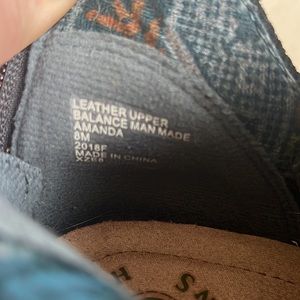 LEATHER UPPER
BALANCE MAN MADE
AMANDA
8M
2018F
MADE IN CHINA